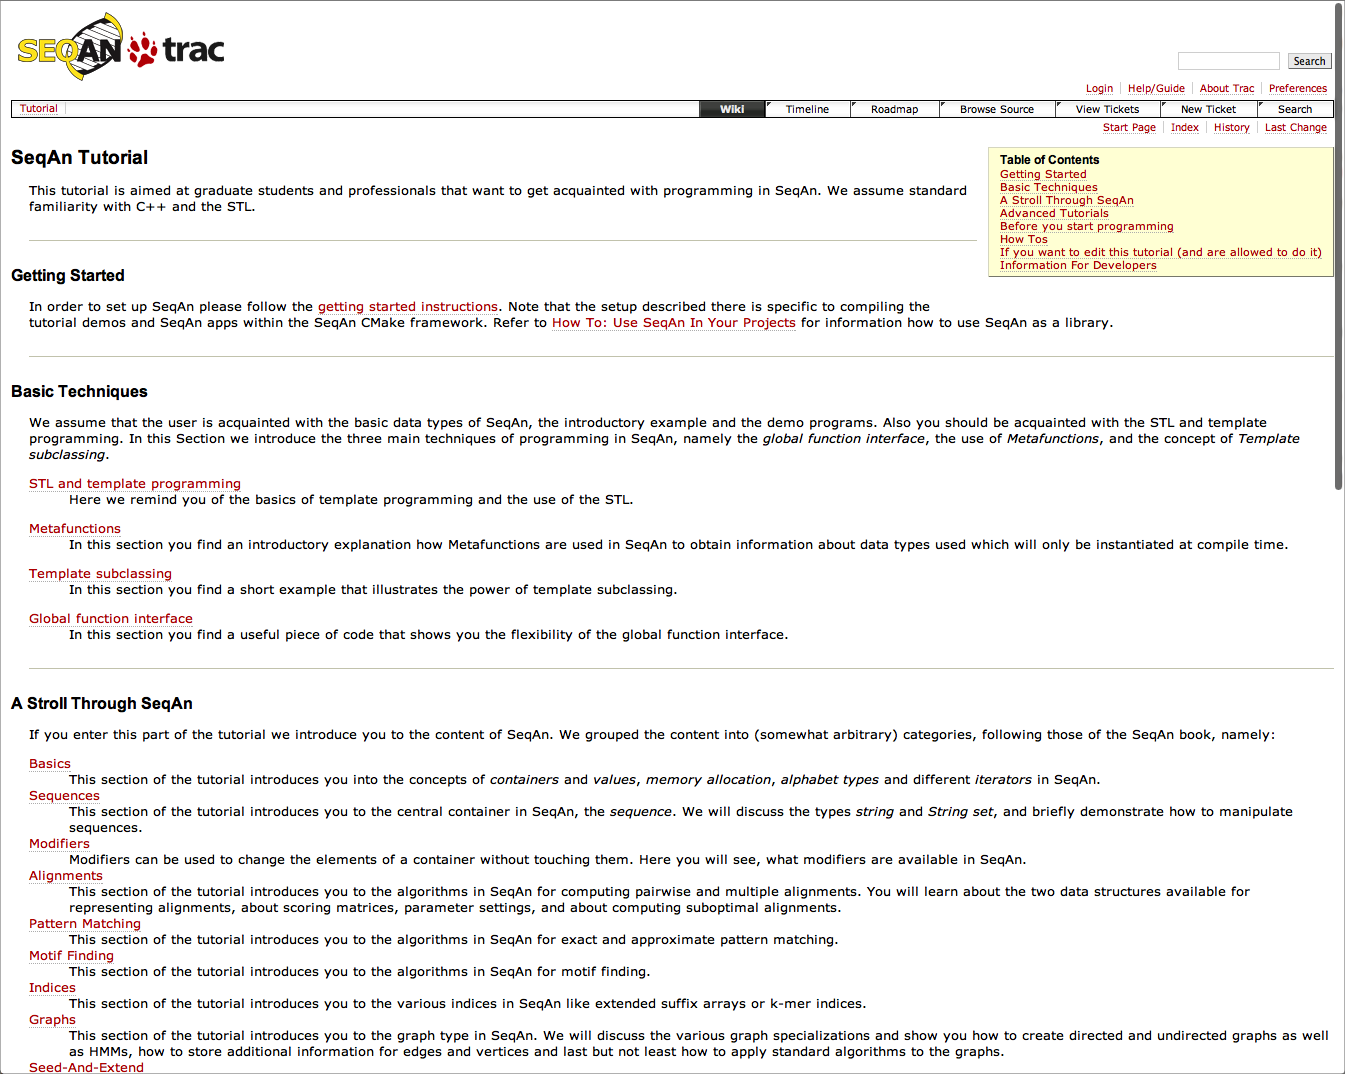 SEQAN trac
Search
Login Help/Guide About Trac Preferences
Tutorial Wiki Timeline Roadmap Browse Source View Tickets New Ticket Search
Start Page Index History Last Change
SeqAn Tutorial
This tutorial is aimed at graduate students and professionals that want to get acquainted with programming in SeqAn. We assume standard
familiarity with C++ and the STL.
Table of Contents
Getting Started
Basic Techniques
A Stroll Through SeqAn
Advanced Tutorials
Before you start programming
How Tos
If you want to edit this tutorial (and are allowed to do it)
Information For Developers
Getting Started
In order to set up SeqAn please follow the getting started instructions. Note that the setup described there is specific to compiling the
tutorial demos and SeqAn apps within the SeqAn CMake framework. Refer to How To: Use SeqAn In Your Projects for information how to use SeqAn as a library.
Basic Techniques
We assume that the user is acquainted with the basic data types of SeqAn, the introductory example and the demo programs. Also you should be acquainted with the STL and template
programming. In this Section we introduce the three main techniques of programming in SeqAn, namely the global function interface, the use of Metafunctions, and the concept of Template
subclassing.
STL and template programming
Here we remind you of the basics of template programming and the use of the STL.
Metafunctions
In this section you find an introductory explanation how Metafunctions are used in SeqAn to obtain information about data types used which will only be instantiated at compile time.
Template subclassing
In this section you find a short example that illustrates the power of template subclassing.
Global function interface
In this section you find a useful piece of code that shows you the flexibility of the global function interface.
A Stroll Through SeqAn
If you enter this part of the tutorial we introduce you to the content of SeqAn. We grouped the content into (somewhat arbitrary) categories, following those of the SeqAn book, namely:
Basics
This section of the tutorial introduces you into the concepts of containers and values, memory allocation, alphabet types and different iterators in SeqAn.
Sequences
This section of the tutorial introduces you to the central container in SeqAn, the sequence. We will discuss the types string and String set, and briefly demonstrate how to manipulate
sequences.
Modifiers
Modifiers can be used to change the elements of a container without touching them. Here you will see, what modifiers are available in SeqAn.
Alignments
This section of the tutorial introduces you to the algorithms in SeqAn for computing pairwise and multiple alignments. You will learn about the two data structures available for
representing alignments, about scoring matrices, parameter settings, and about computing suboptimal alignments.
Pattern Matching
This section of the tutorial introduces you to the algorithms in SeqAn for exact and approximate pattern matching.
Motif Finding
This section of the tutorial introduces you to the algorithms in SeqAn for motif finding.
Indices
This section of the tutorial introduces you to the various indices in SeqAn like extended suffix arrays or k-mer indices.
Graphs
This section of the tutorial introduces you to the graph type in SeqAn. We will discuss the various graph specializations and show you how to create directed and undirected graphs as well
as HMMs, how to store additional information for edges and vertices and last but not least how to apply standard algorithms to the graphs.
Seed-And-Extend